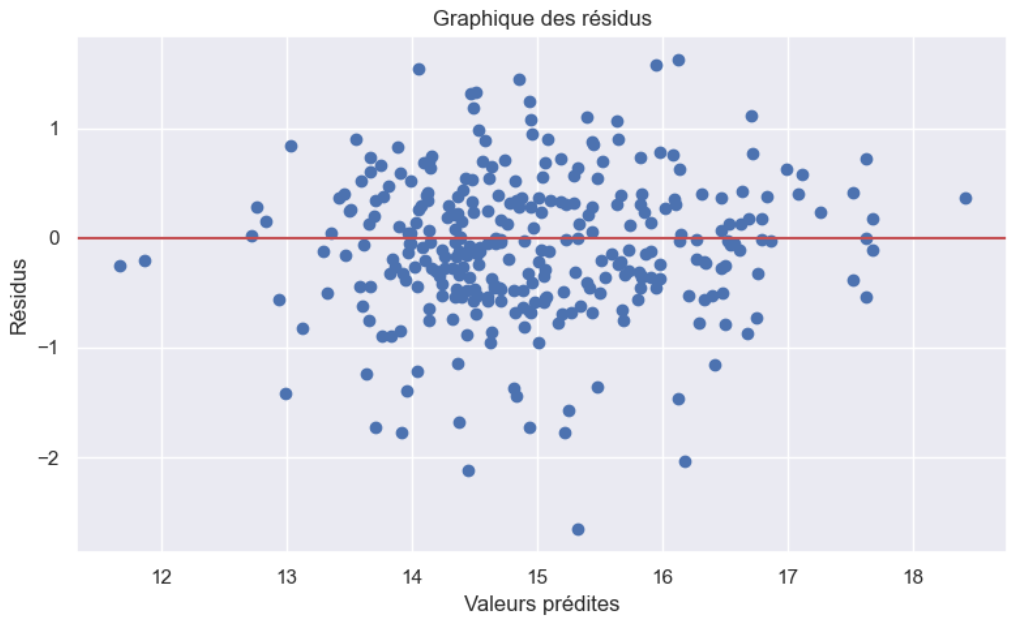 Graphique des résidus
Résidus
1
0
−1
−2
12 13 14 15 16 17 18
Valeurs prédites